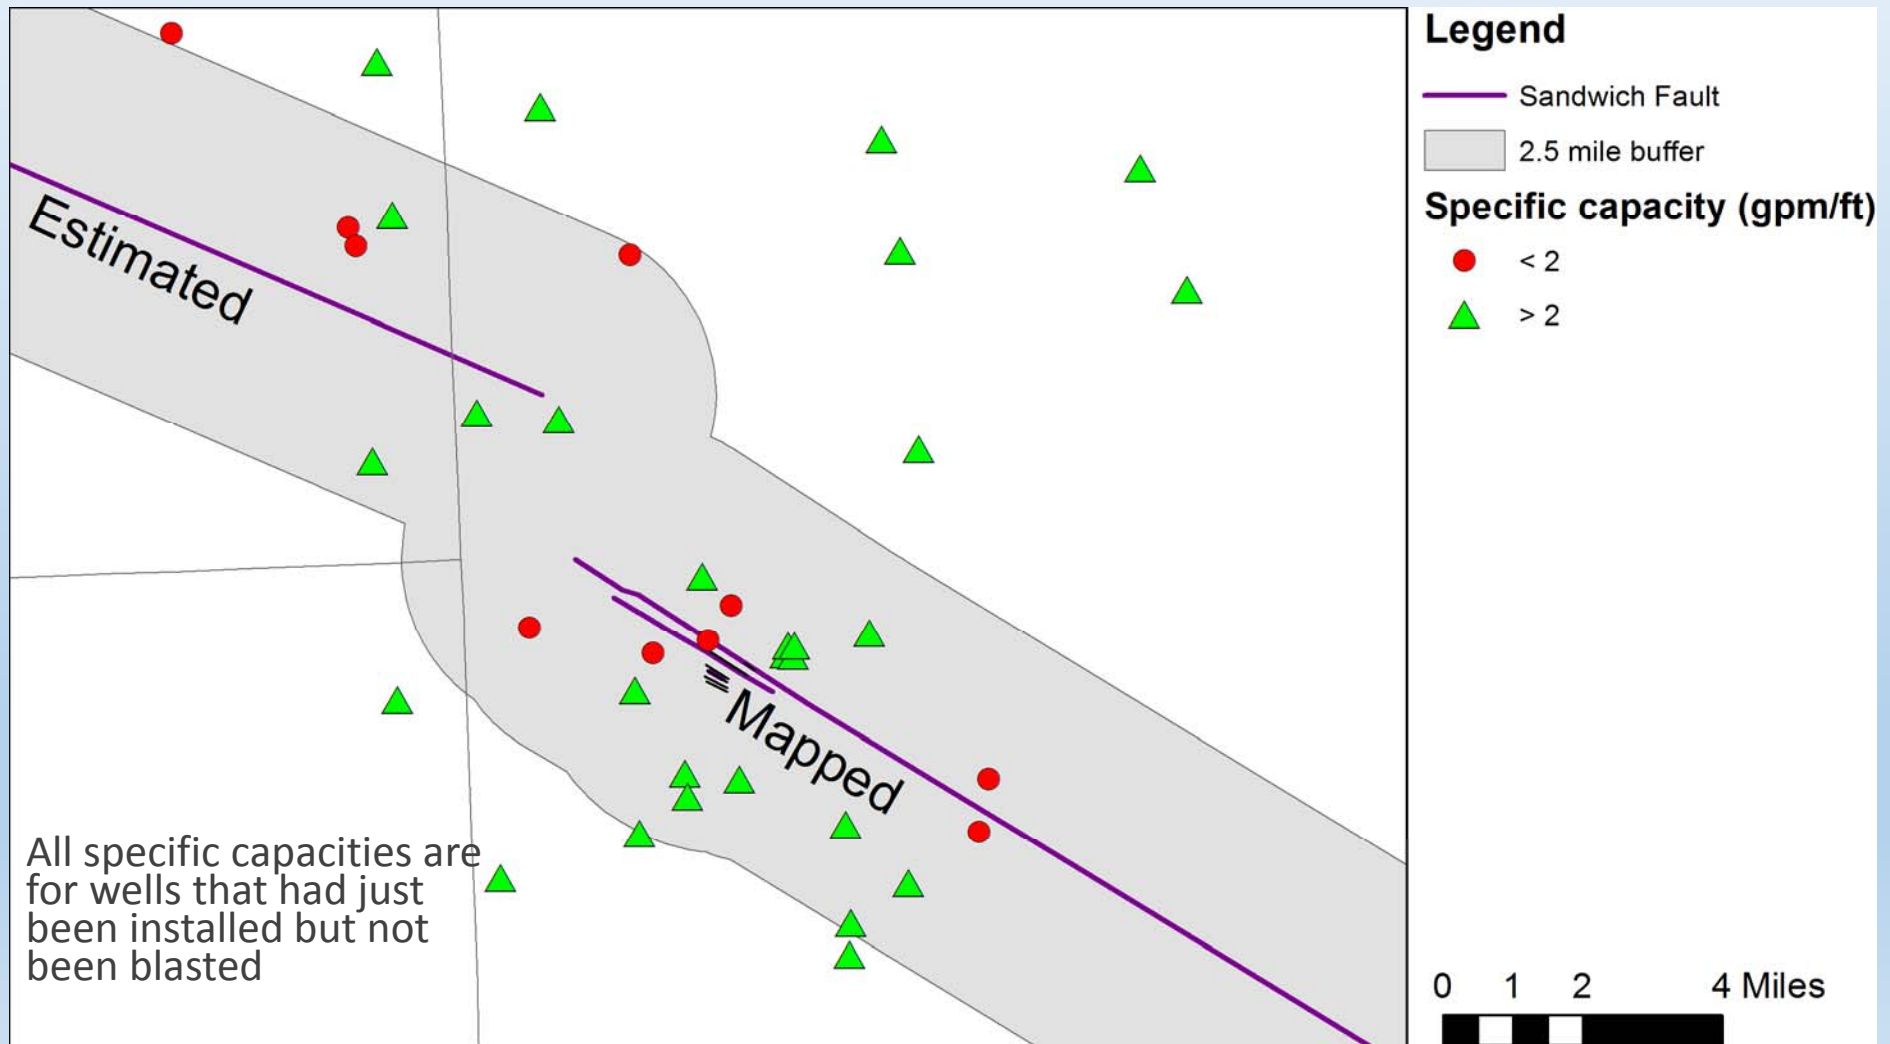 Estimated
Mapped
All specific capacities are
for wells that had just
been installed but not
been blasted
Legend
Sandwich Fault
2.5 mile buffer
Specific capacity (gpm/ft)
< 2
> 2
0 1 2 4 Miles